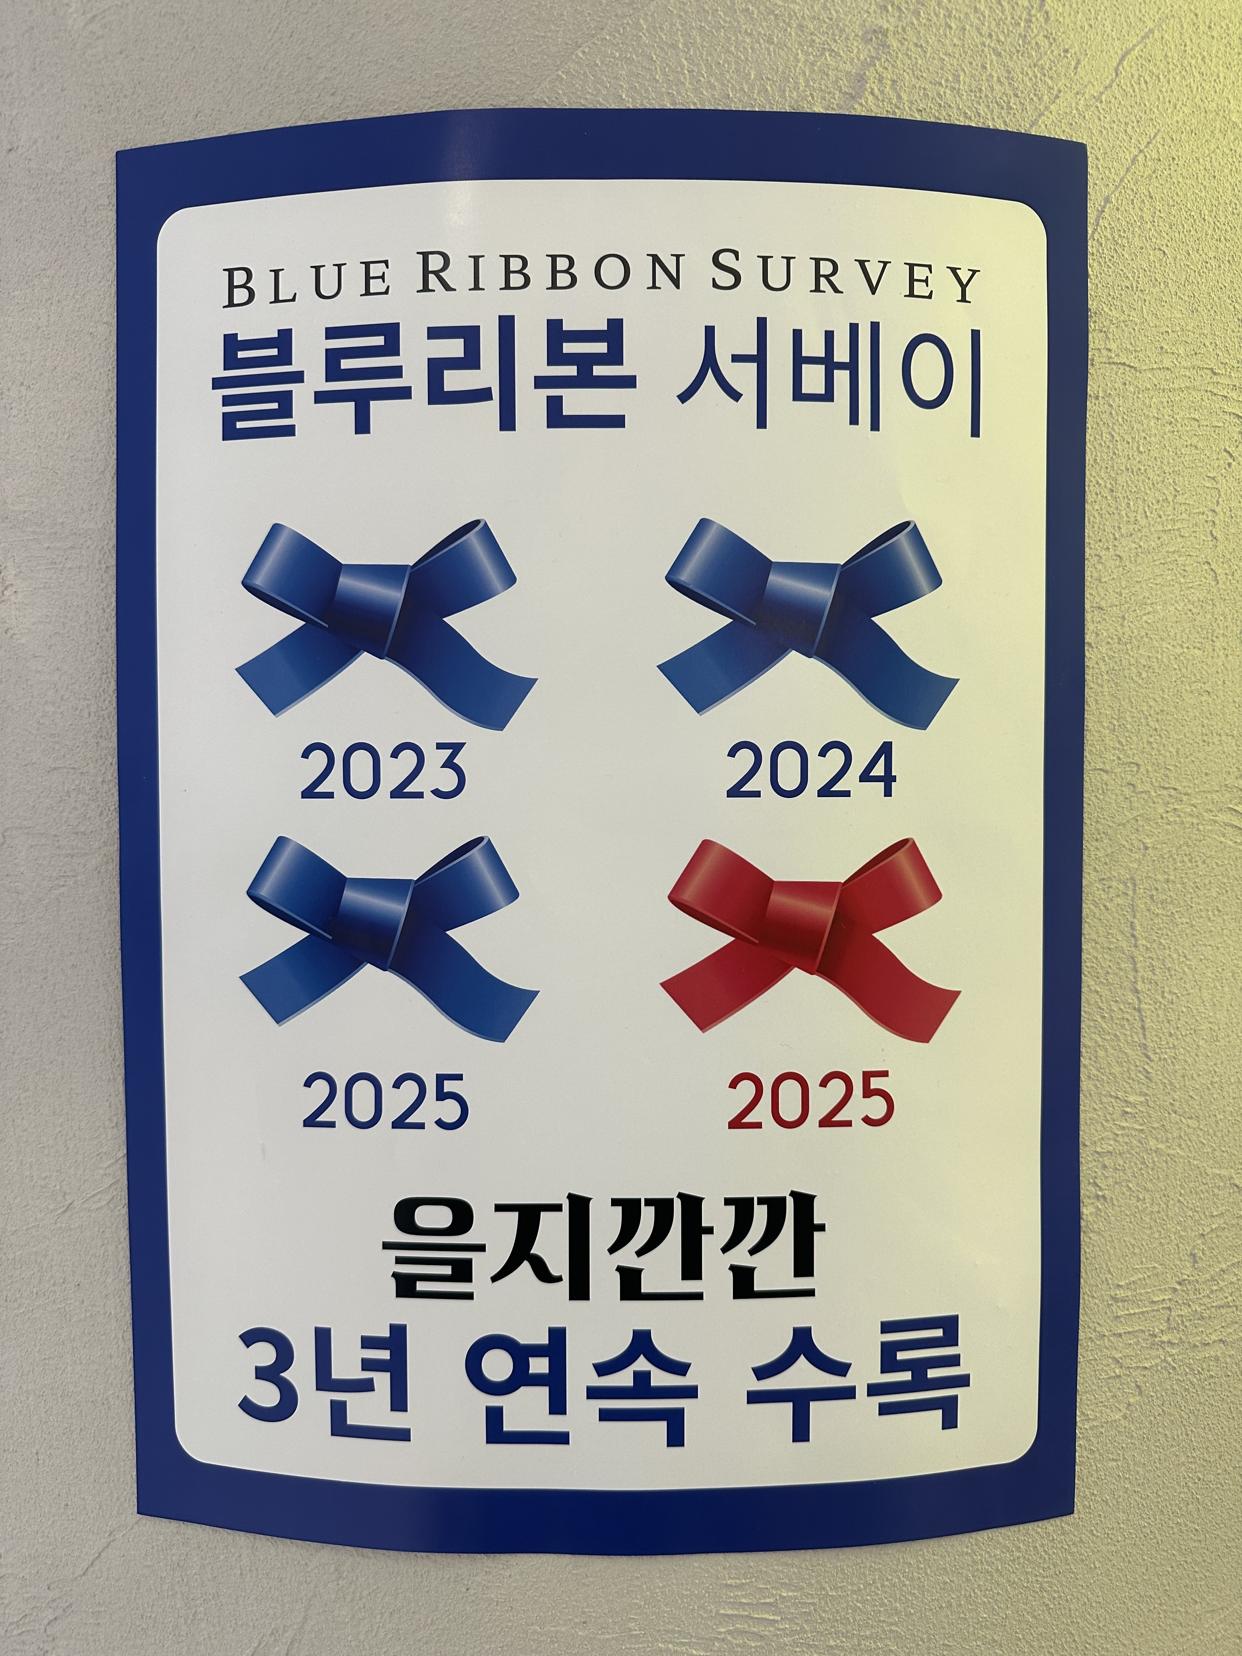 BLUE RIBBON SURVEY
블루리본 서베이
2023 2024
2025 2025
을지깐깐
3년 연속 수록